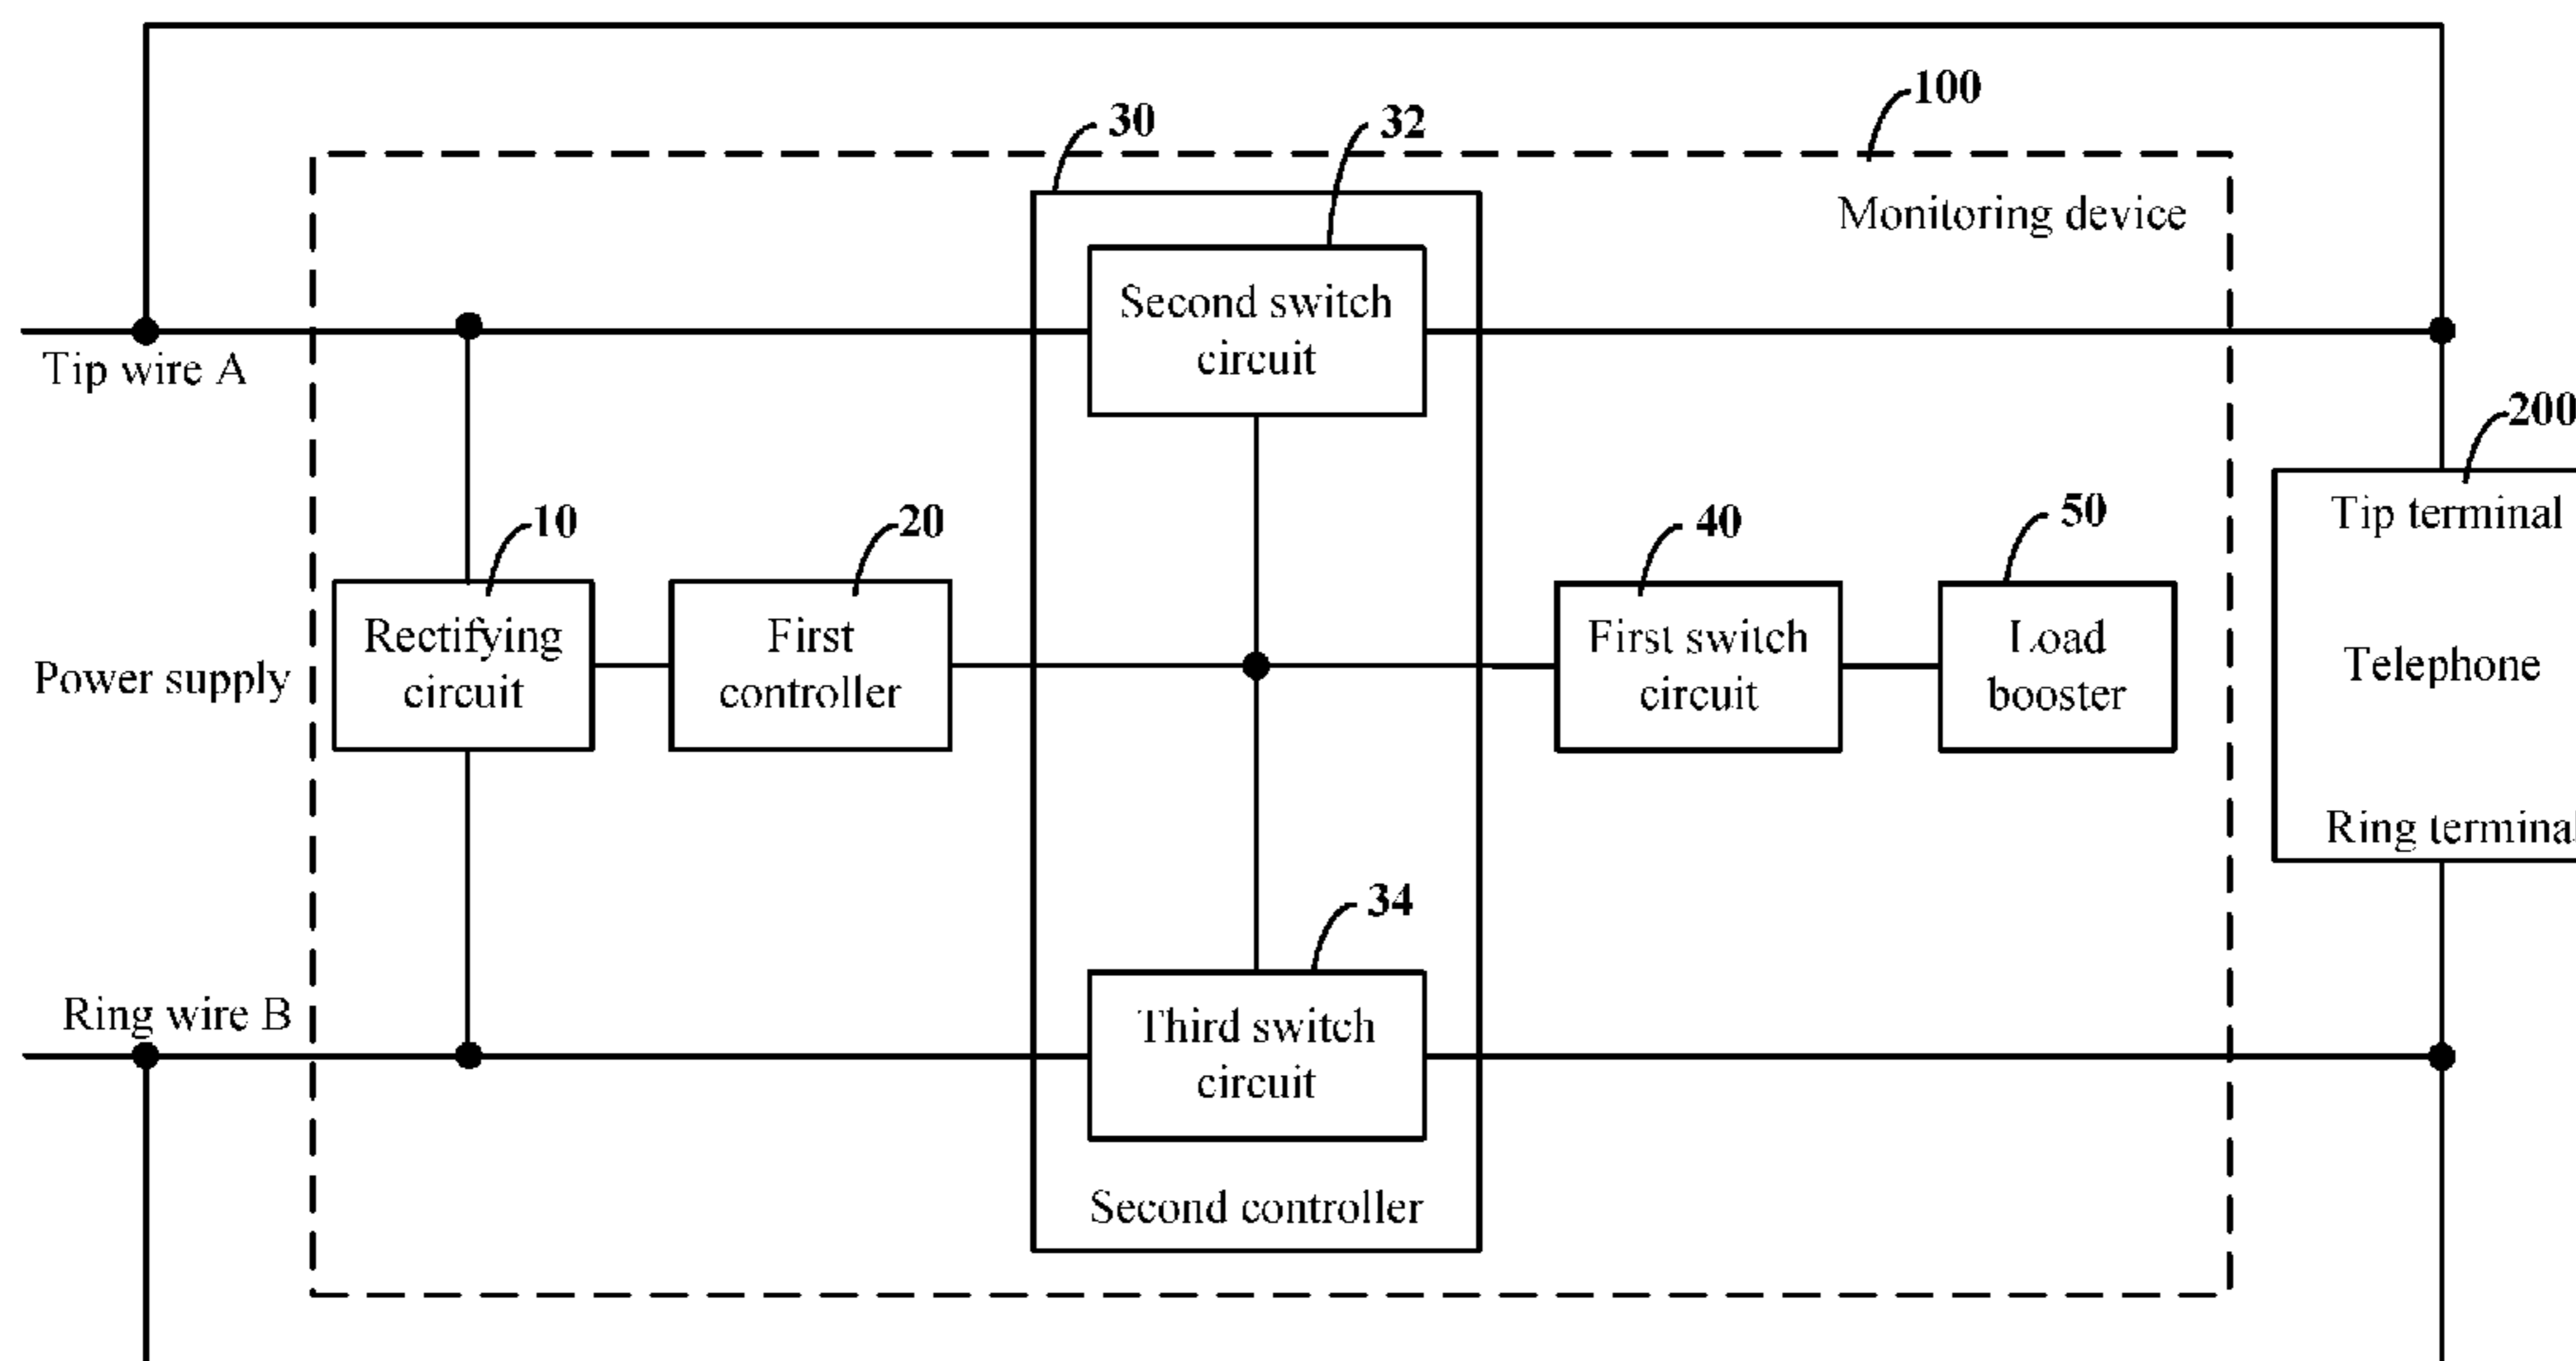 100
30
32
Monitoring device
Second switch
circuit
Tip wire A
200
Tip terminal
10
20
40
50
Rectifying
circuit
First
controller
First switch
circuit
Load
booster
Power supply
Telephone
Ring terminal
34
Ring wire B
Third switch
circuit
Second controller